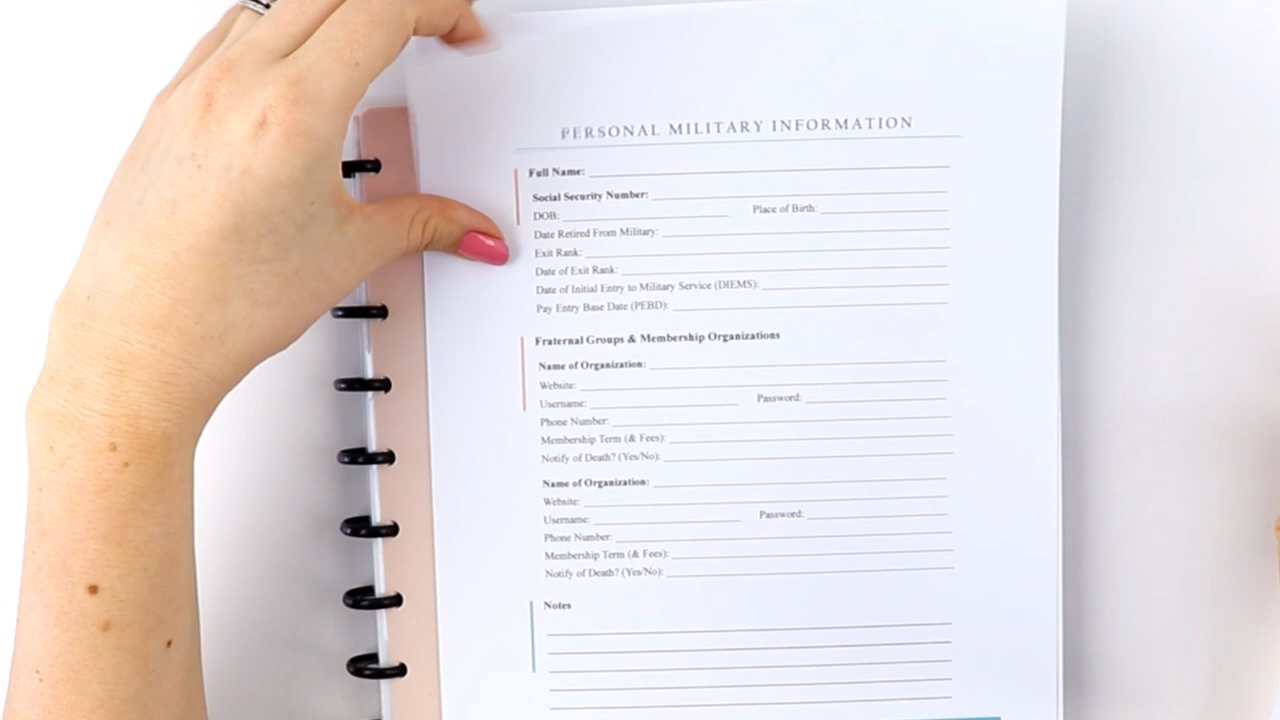 PERSONAL MILITARY INFORMATION
Full Name:
Social Security Number:
DOB: Place of Birth:
Date Retired From Military:
Exit Rank:
Date of Exit Rank:
Date of Initial Entry to Military Service (DIEMS):
Pay Entry Base Date (PEBD):
Fraternal Groups & Membership Organizations
Name of Organization:
Website:
Username: Password:
Phone Number:
Membership Term (& Fees):
Notify of Death? (Yes/No):
Name of Organization:
Website:
Username: Password:
Phone Number:
Membership Term (& Fees):
Notify of Death? (Yes/No):
Notes